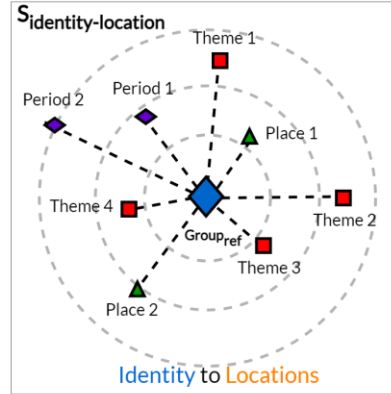 Sidentity-location
Theme 1
Period 1
Period 2
Place 1
Theme 4
Theme 2
Groupref
Theme 3
Place 2
Identity to Locations